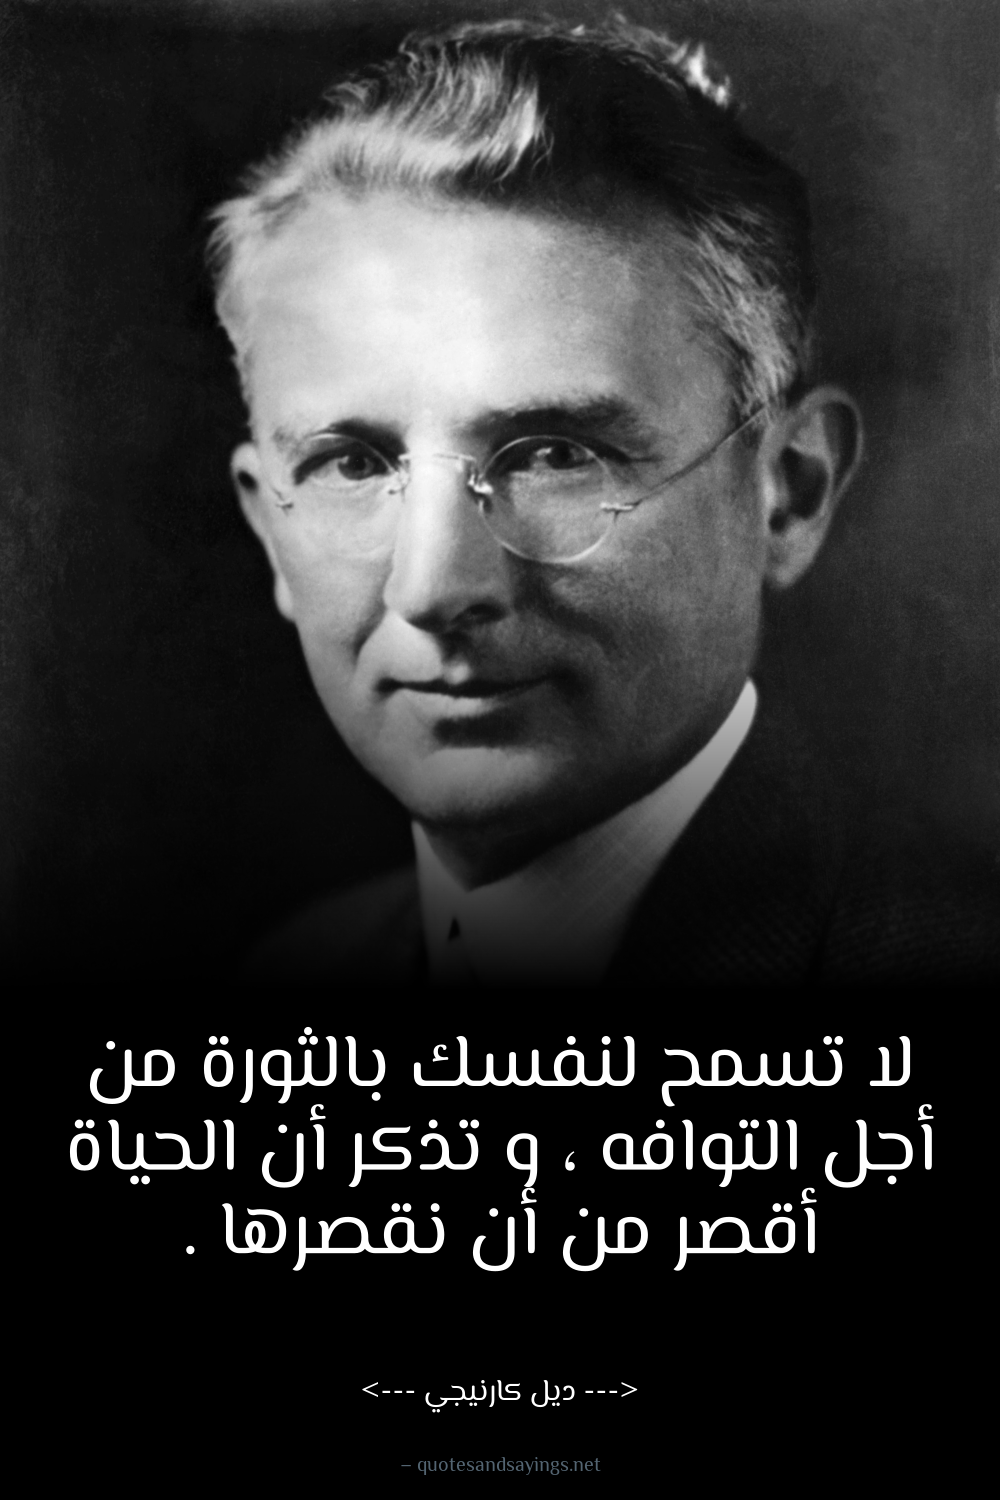 لا تسمح لنفسك بالثورة من
أجل التوافه ، و تذكر أن الحياة
أقصر من أن نقصرها .
<--- ديل كارنيجي --->
– quotesandsayings.net